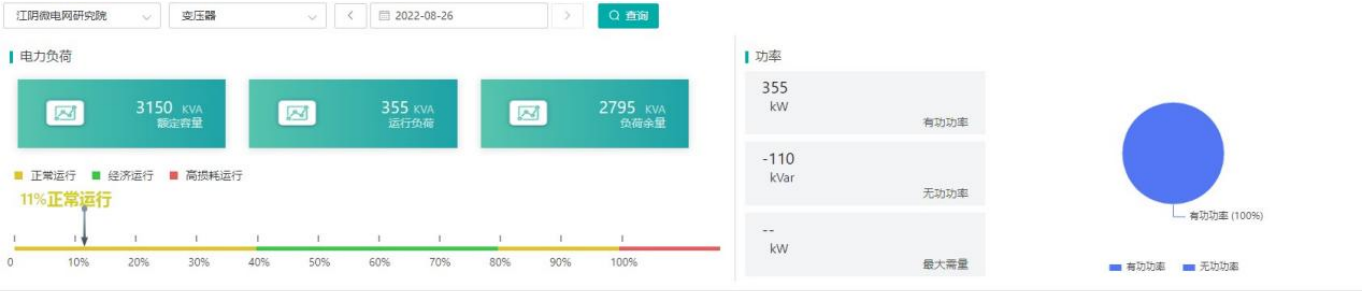 江阴微电网研究院 变压器 2022-08-26 查询
电力负荷
3150 KVA
额定容量
355 KVA
运行负荷
2795 KVA
负荷余量
正常运行 经济运行 高损耗运行
11%正常运行
0 10% 20% 30% 40% 50% 60% 70% 80% 90% 100%
功率
355
kW
有功功率
-110
kVar
无功功率
--
kW
最大需量
有功功率 (100%)
有功功率 无功功率